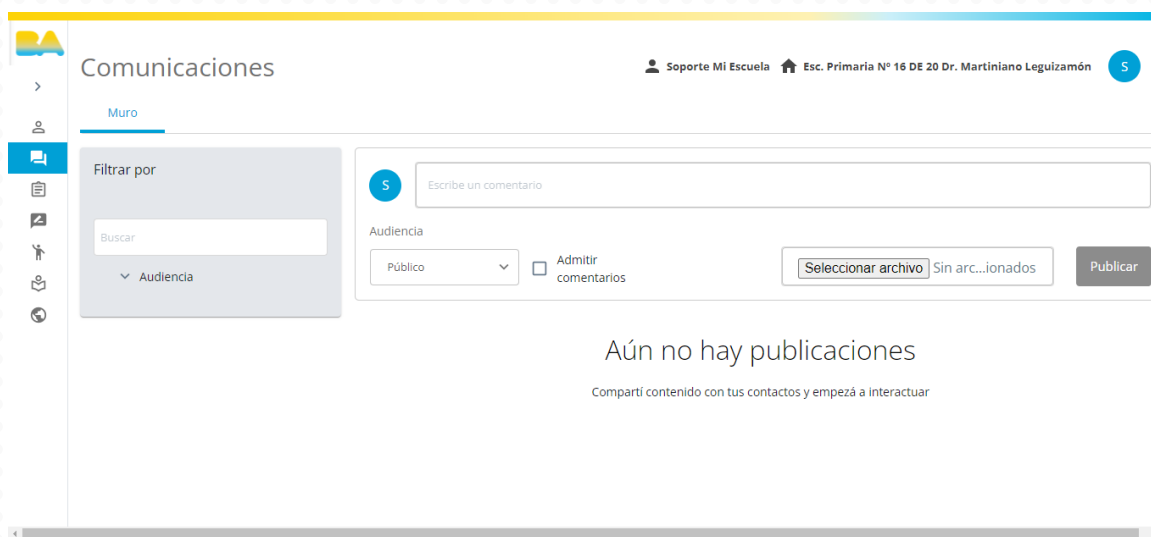 BA
Comunicaciones
Soporte Mi Escuela
Esc. Primaria Nº 16 DE 20 Dr. Martiniano Leguizamón
S
Muro
Filtrar por
Buscar
Audiencia
S
Escribe un comentario
Audiencia
Público
Admitir
comentarios
Seleccionar archivo
Sin arc...ionados
Publicar
Aún no hay publicaciones
Compartí contenido con tus contactos y empezá a interactuar